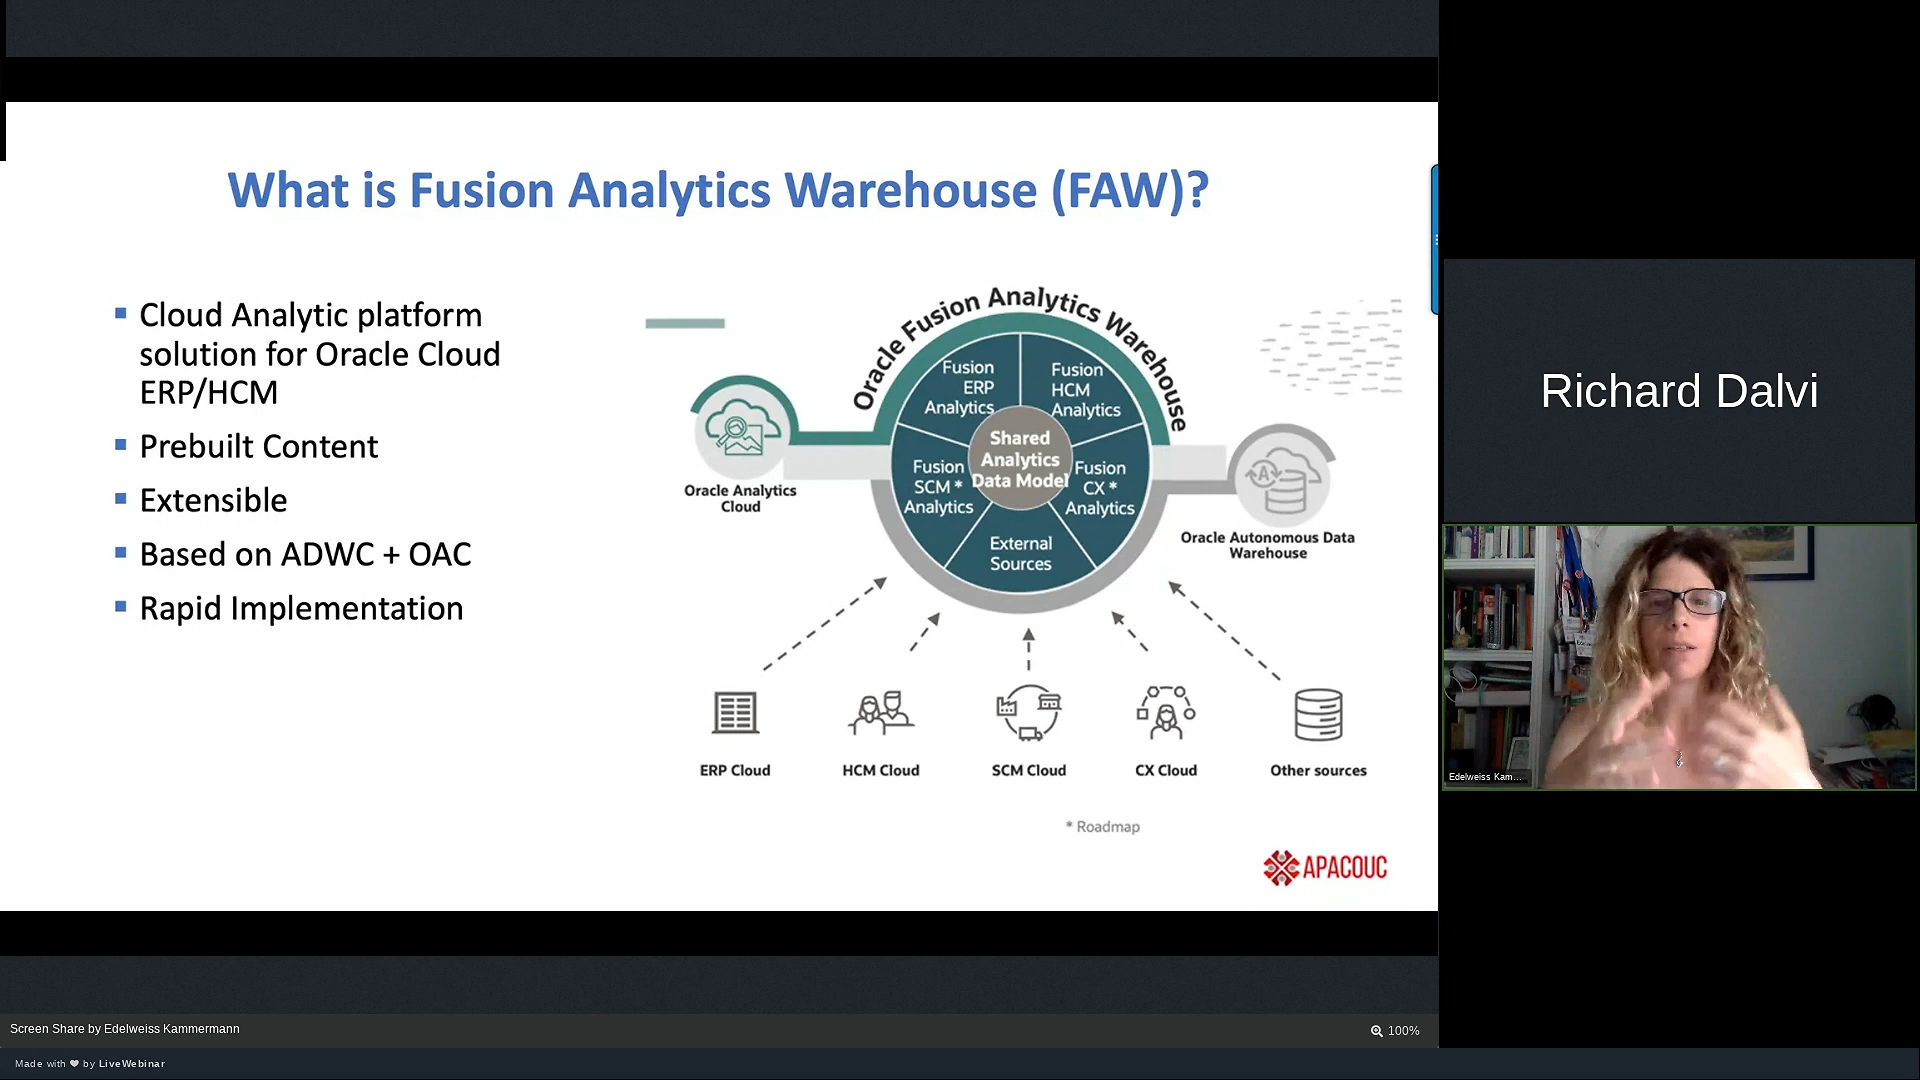 What is Fusion Analytics Warehouse (FAW)?
Cloud Analytic platform
solution for Oracle Cloud
ERP/HCM
Prebuilt Content
Extensible
Based on ADWC + OAC
Rapid Implementation
Oracle Fusion Analytics Warehouse
Fusion
ERP
Analytics
Fusion
HCM
Analytics
Shared
Analytics
Data Model
Fusion
SCM *
Analytics
Fusion
CX *
Analytics
External
Sources
Oracle Analytics
Cloud
A
Oracle Autonomous Data
Warehouse
ERP Cloud
HCM Cloud
SCM Cloud
CX Cloud
Other sources
* Roadmap
APACOUC
Richard Dalvi
Edelweiss Kam...
Screen Share by Edelweiss Kammermann
100%
Made with ❤ by LiveWebinar